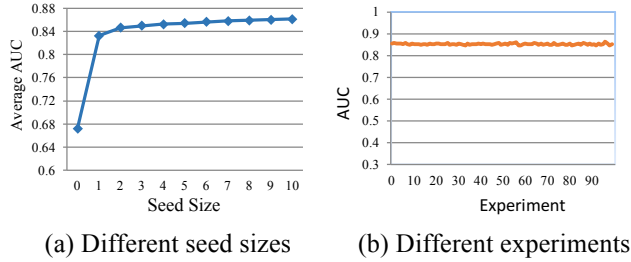 0.88
0.84
0.8
0.76
0.72
0.68
0.64
0.6
Average AUC
0 1 2 3 4 5 6 7 8 9 10
Seed Size
(a) Different seed sizes
1
0.9
0.8
0.7
0.6
0.5
0.4
0.3
AUC
0 10 20 30 40 50 60 70 80 90
Experiment
(b) Different experiments